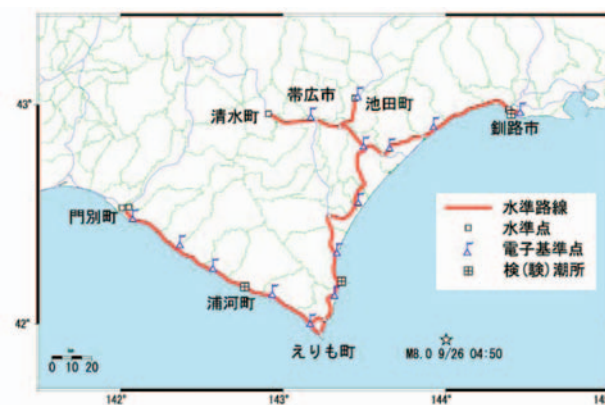 43°
帯広市
池田町
清水町
釧路市
門別町
水準路線
水準点
電子基準点
検(験)潮所
浦河町
42°
えりも町
M8.0 9/26 04:50
0 10 20
142°
143°
144°